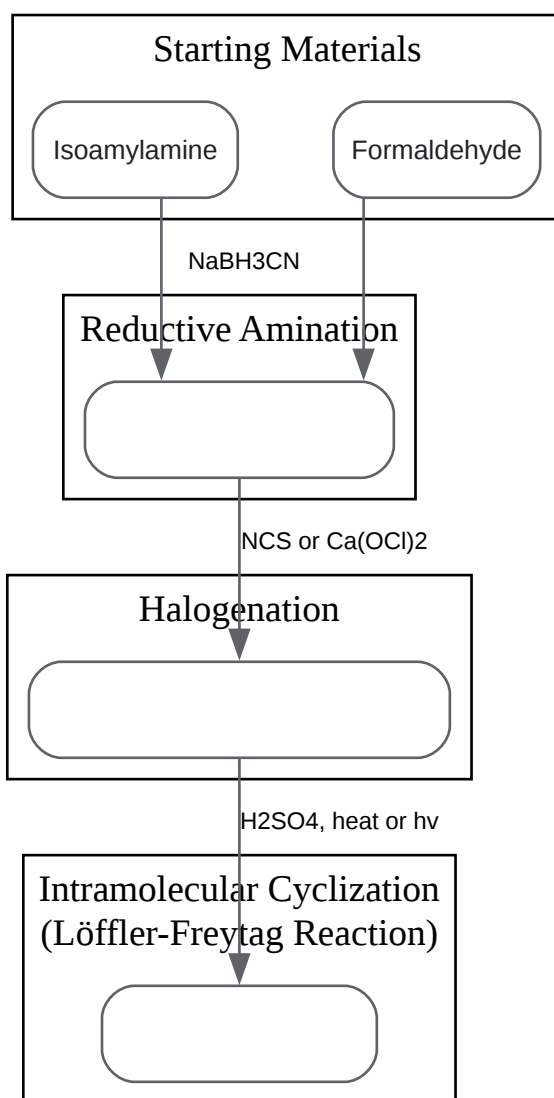 Starting Materials
Isoamylamine
Formaldehyde
NaBH3CN
Reductive Amination
NCS or Ca(OCl)2
Halogenation
H2SO4, heat or hv
Intramolecular Cyclization
(Löffler-Freytag Reaction)